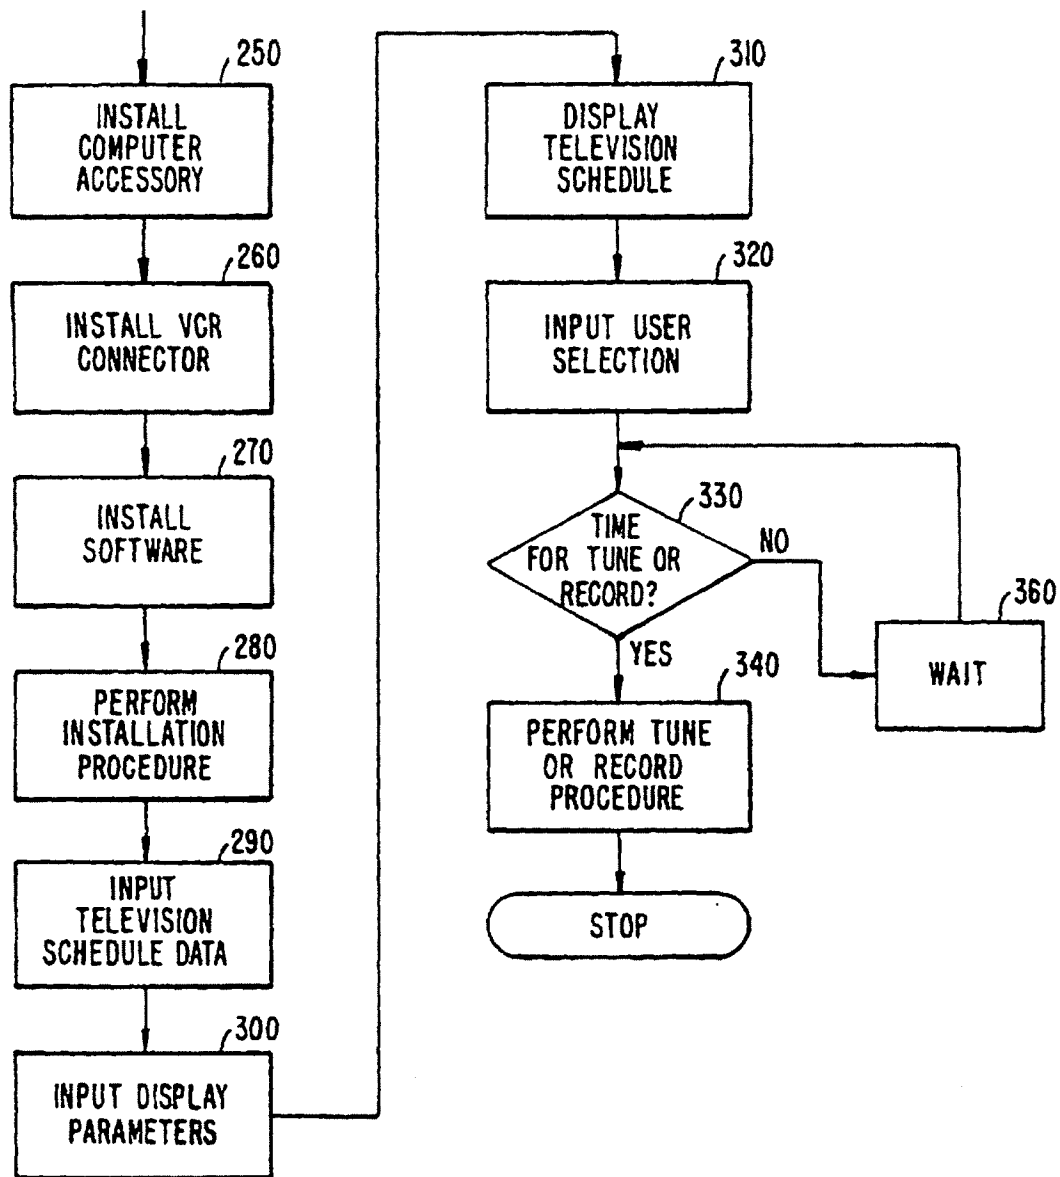 250
INSTALL
COMPUTER
ACCESSORY
260
INSTALL VCR
CONNECTOR
270
INSTALL
SOFTWARE
280
PERFORM
INSTALLATION
PROCEDURE
290
INPUT
TELEVISION
SCHEDULE DATA
300
INPUT DISPLAY
PARAMETERS
310
DISPLAY
TELEVISION
SCHEDULE
320
INPUT USER
SELECTION
330
TIME
FOR TUNE OR
RECORD?
NO
YES
360
WAIT
340
PERFORM TUNE
OR RECORD
PROCEDURE
STOP